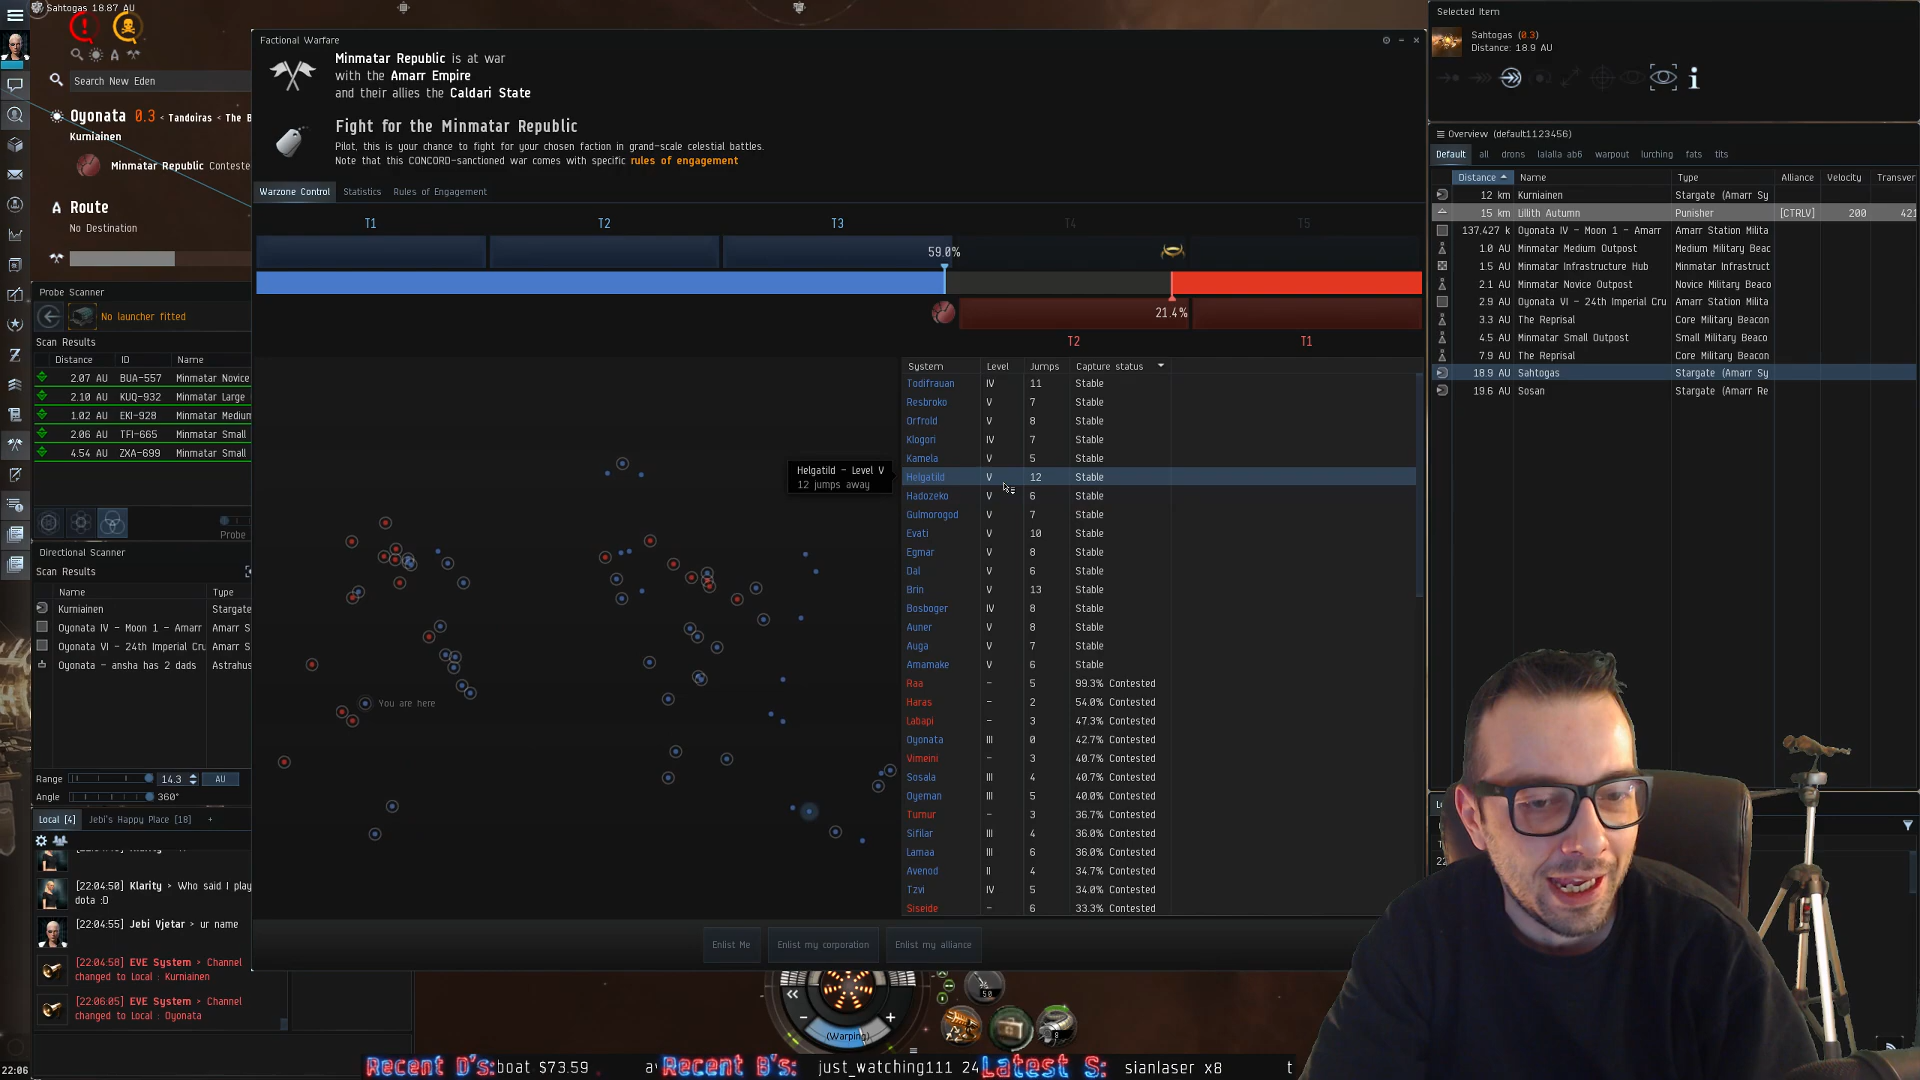 Sahtogas 18.87 AU
Search New Eden
Oyonata 0.3 < Tandoiras < The B
Kurniainen
Minmatar Republic Conteste
Route
No Destination
Probe Scanner
No launcher fitted
Scan Results
Distance ID Name
2.07 AU BUA-557 Minmatar Novice
2.10 AU KUQ-932 Minmatar Large
1.02 AU EKI-928 Minmatar Medium
2.06 AU TFI-665 Minmatar Small
4.54 AU ZXA-699 Minmatar Small
Probe
Directional Scanner
Scan Results
Name Type
Kurniainen Stargate
Oyonata IV - Moon 1 - Amarr Amarr S
Oyonata VI - 24th Imperial Cru Amarr S
Oyonata - ansha has 2 dads Astrahus
Range 14.3 AU
Angle 360°
Local [4] Jebi's Happy Place [18] +
[22:04:50] Klarity > Who said I play
dota :D
[22:04:55] Jebi Vjetar > ur name
[22:04:58] EVE System > Channel
changed to Local : Kurniainen
[22:06:05] EVE System > Channel
changed to Local : Oyonata
22:06
Factional Warfare
Minmatar Republic is at war
with the Amarr Empire
and their allies the Caldari State
Fight for the Minmatar Republic
Pilot, this is your chance to fight for your chosen faction in grand-scale celestial battles.
Note that this CONCORD-sanctioned war comes with specific rules of engagement
Warzone Control Statistics Rules of Engagement
T1 T2 T3 T4 T5
59.0%
21.4%
T2 T1
You are here
Helgatild - Level V
12 jumps away
System Level Jumps Capture status
Todifrauan IV 11 Stable
Resbroko V 7 Stable
Orfrold V 8 Stable
Klogori IV 7 Stable
Kamela V 5 Stable
Helgatild V 12 Stable
Hadozeko V 6 Stable
Gulmorogod V 7 Stable
Evati V 10 Stable
Egmar V 8 Stable
Dal V 6 Stable
Brin V 13 Stable
Bosboger IV 8 Stable
Auner V 8 Stable
Auga V 7 Stable
Amamake V 6 Stable
Raa - 5 99.3% Contested
Haras - 2 54.0% Contested
Labapi - 3 47.3% Contested
Oyonata III 0 42.7% Contested
Vimeini - 3 40.7% Contested
Sosala III 4 40.7% Contested
Oyeman III 5 40.0% Contested
Tumur - 3 36.7% Contested
Sifilar III 4 36.0% Contested
Lamaa III 6 36.0% Contested
Avenod II 4 34.7% Contested
Tzvi IV 5 34.0% Contested
Siseide - 6 33.3% Contested
Enlist Me Enlist my corporation Enlist my alliance
(Warping)
50
8
Recent D's: boat $73.59 Recent B's: just_watching111 24 Latest S: sianlaser x8 t
Selected Item
Sahtogas (0.3)
Distance: 18.9 AU
Overview (default1123456)
Default all drons lalalla ab6 warpout lurching fats tits
Distance Name Type Alliance Velocity Transver
12 km Kurniainen Stargate (Amarr Sy
15 km Lillith Autumn Punisher [CTRLV] 200 421
137.427 k Oyonata IV - Moon 1 - Amarr Amarr Station Milita
1.0 AU Minmatar Medium Outpost Medium Military Beac
1.5 AU Minmatar Infrastructure Hub Minmatar Infrastruct
2.1 AU Minmatar Novice Outpost Novice Military Beaco
2.9 AU Oyonata VI - 24th Imperial Cru Amarr Station Milita
3.3 AU The Reprisal Core Military Beacon
4.5 AU Minmatar Small Outpost Small Military Beaco
7.9 AU The Reprisal Core Military Beacon
18.9 AU Sahtogas Stargate (Amarr Sy
19.6 AU Sosan Stargate (Amarr Re